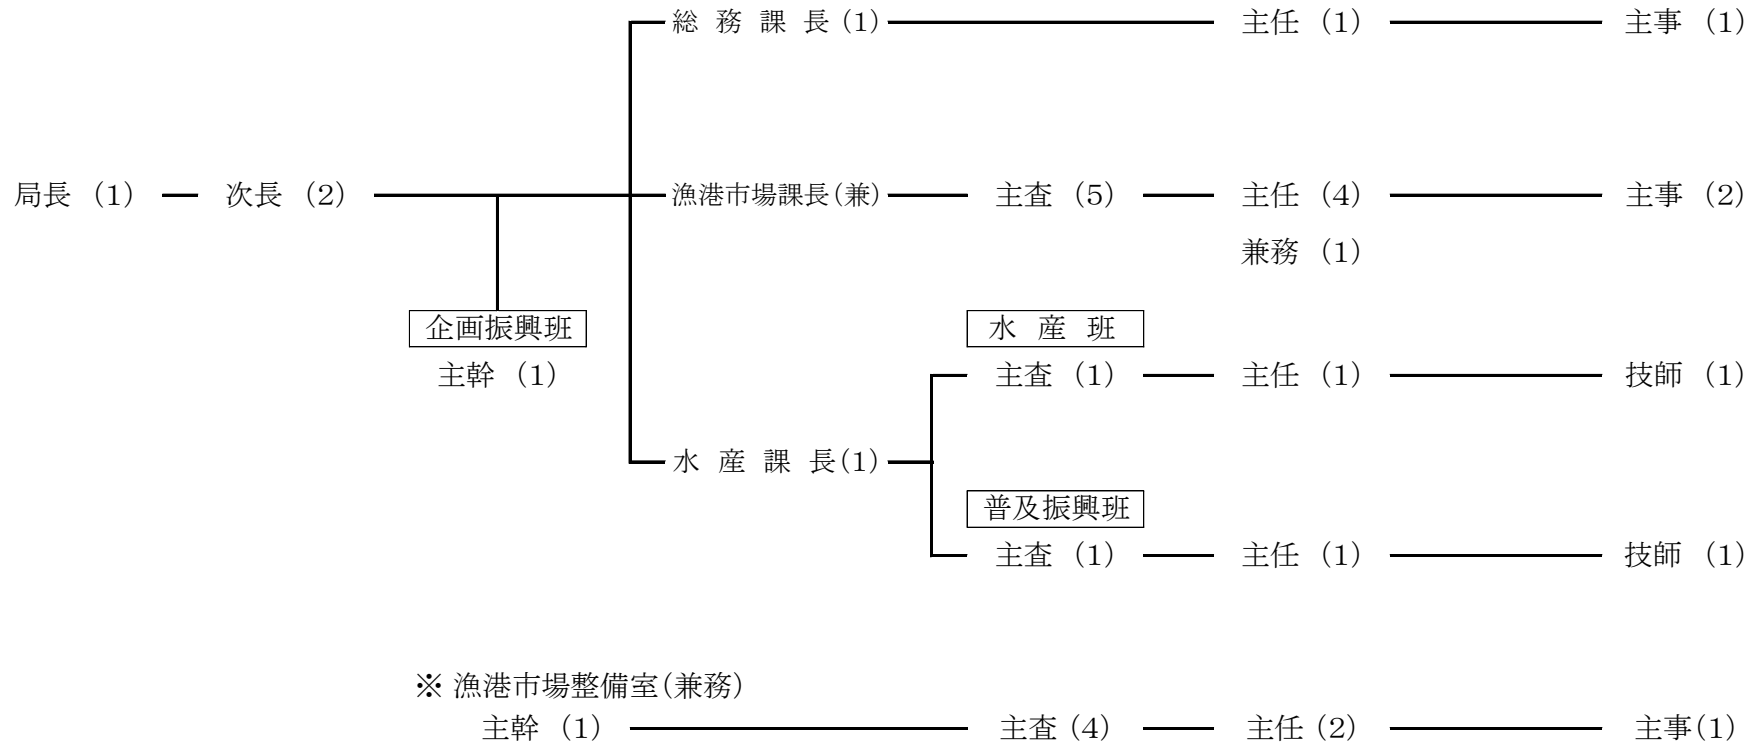 総務課長(1) 主任(1) 主事(1)
局長(1) 次長(2) 漁港市場課長(兼) 主査(5) 主任(4) 主事(2)
兼務(1)
企画振興班 水産班
主幹(1) 主査(1) 主任(1) 技師(1)
水産課長(1)
普及振興班
主査(1) 主任(1) 技師(1)
※ 漁港市場整備室(兼務)
主幹(1) 主査(4) 主任(2) 主事(1)